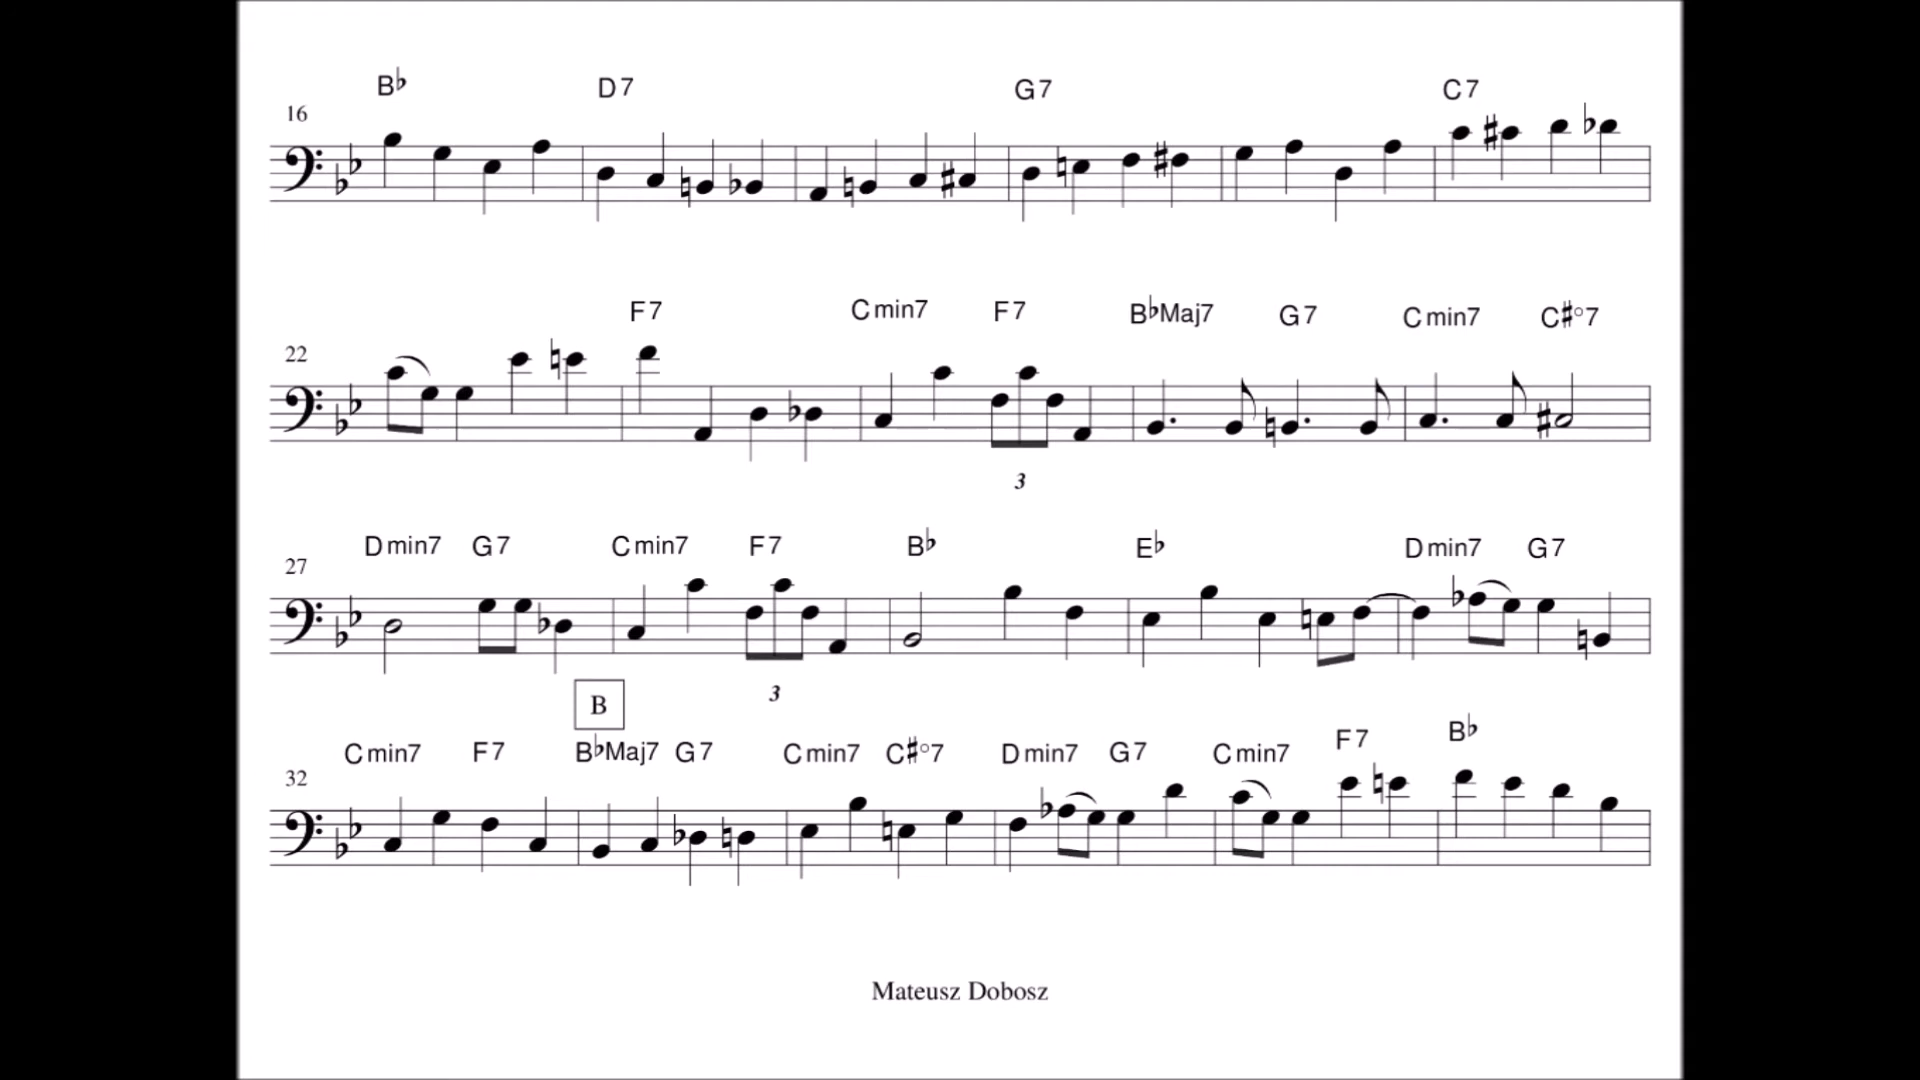 B♭ D7 G7 C7
16
F7 Cmin7 F7 B♭Maj7 G7 Cmin7 C#°7
22
3
Dmin7 G7 Cmin7 F7 B♭ E♭ Dmin7 G7
27
3
B
Cmin7 F7 B♭Maj7 G7 Cmin7 C#°7 Dmin7 G7 Cmin7 F7 B♭
32
Mateusz Dobosz